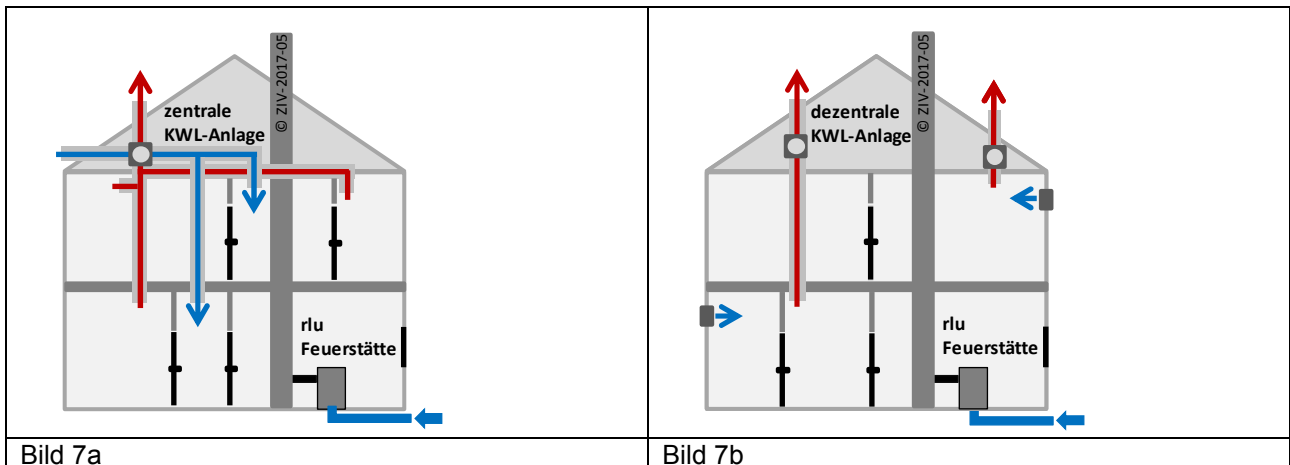 © ZIV-2017-05
zentrale
KWL-Anlage
rlu
Feuerstätte
Bild 7a
© ZIV-2017-05
dezentrale
KWL-Anlage
rlu
Feuerstätte
Bild 7b